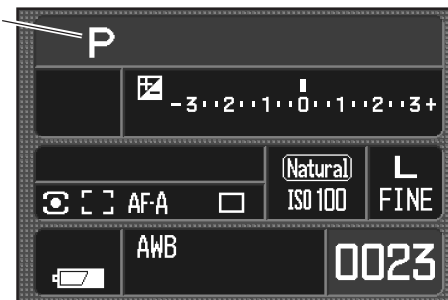 P
-3··2··1··0··1··2··3+
Natural
ISO 100
L
FINE
AF-A
AWB
0023